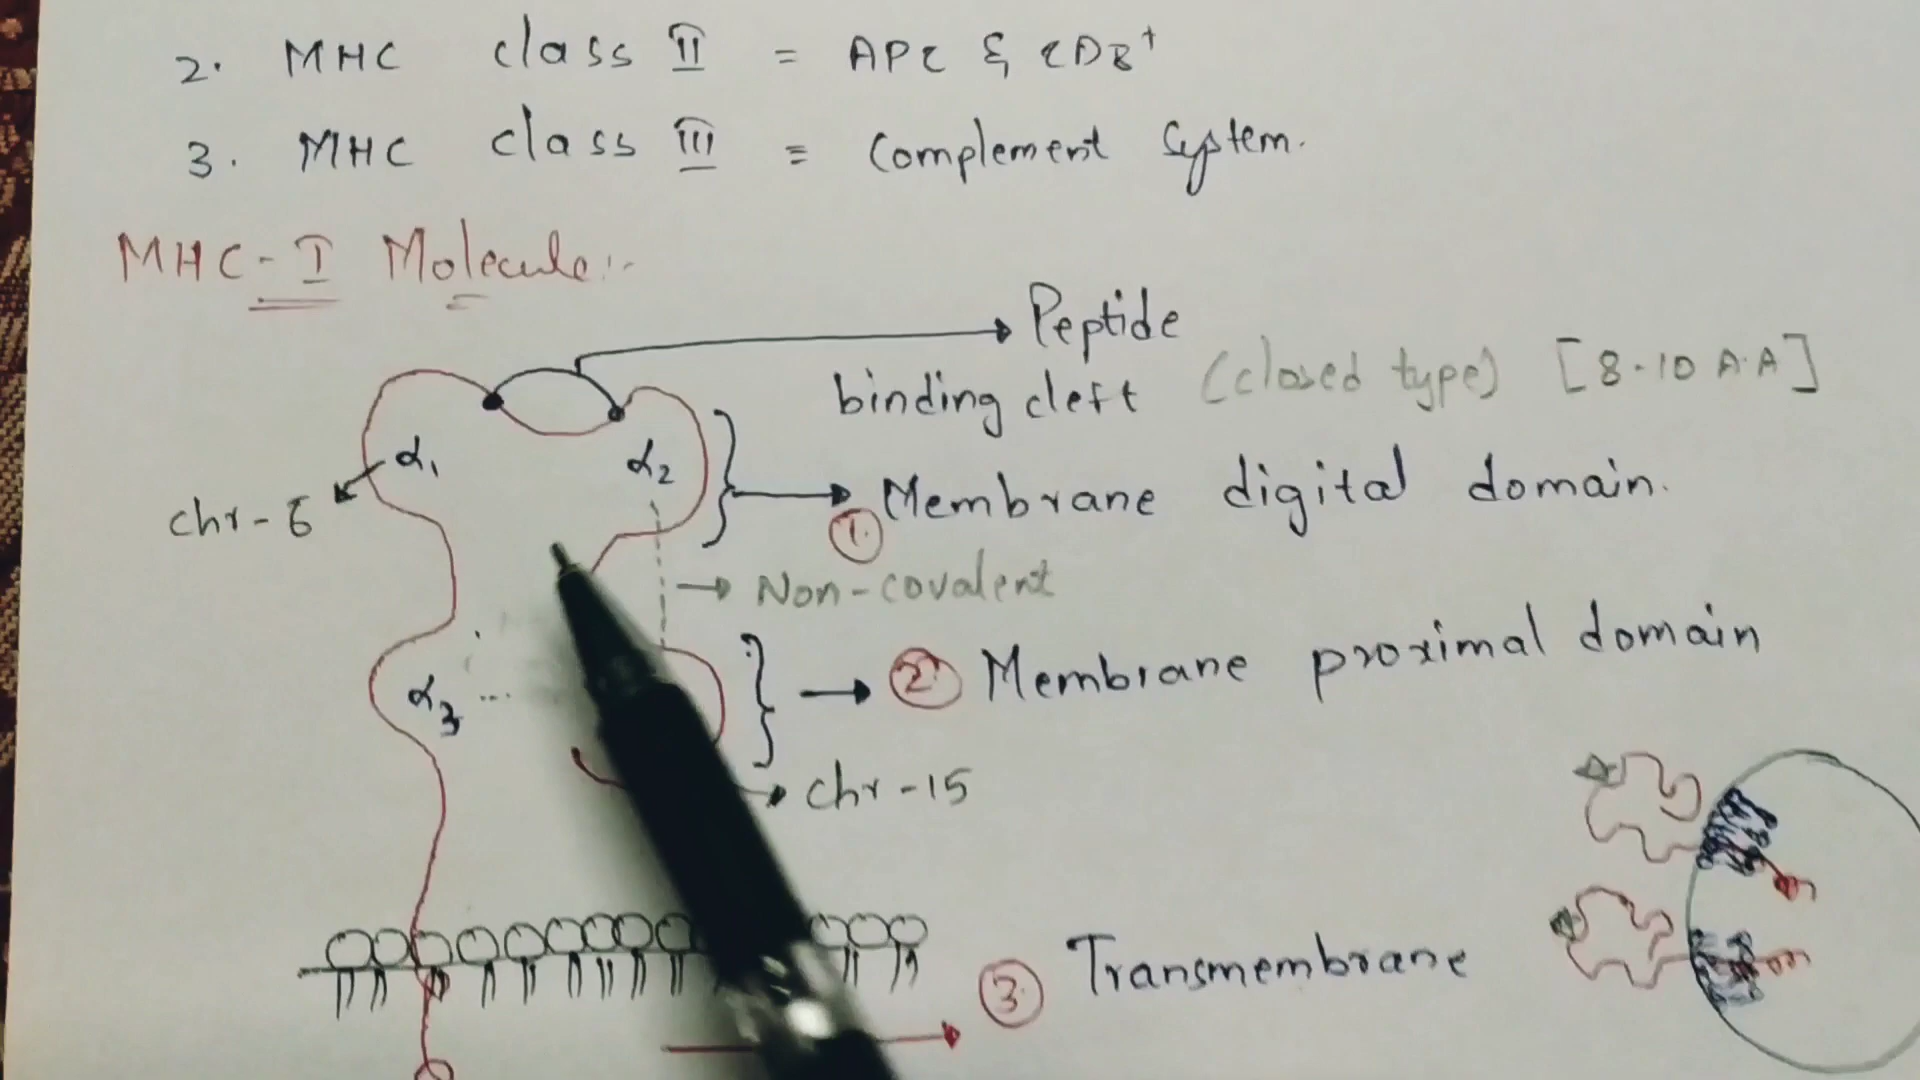 2. MHC class II = APC & CD8+
3. MHC class III = Complement System.
MHC-I Molecule:-
Peptide
binding cleft (closed type) [8-10 A.A]
α1
α2
chr-6
1. Membrane digital domain.
→ Non-covalent
α3 ...
2 Membrane proximal domain
chr-15
3. Transmembrane